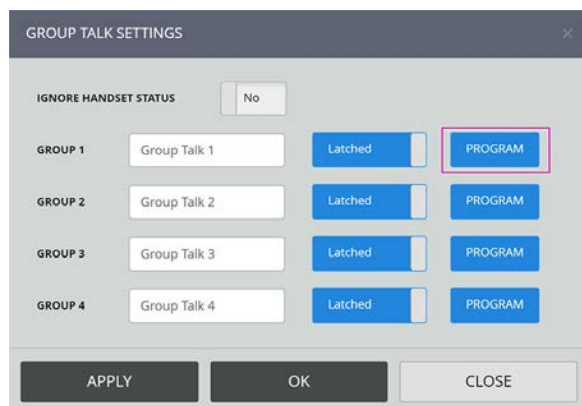 GROUP TALK SETTINGS ×
IGNORE HANDSET STATUS No
GROUP 1 Group Talk 1 Latched PROGRAM
GROUP 2 Group Talk 2 Latched PROGRAM
GROUP 3 Group Talk 3 Latched PROGRAM
GROUP 4 Group Talk 4 Latched PROGRAM
APPLY OK CLOSE